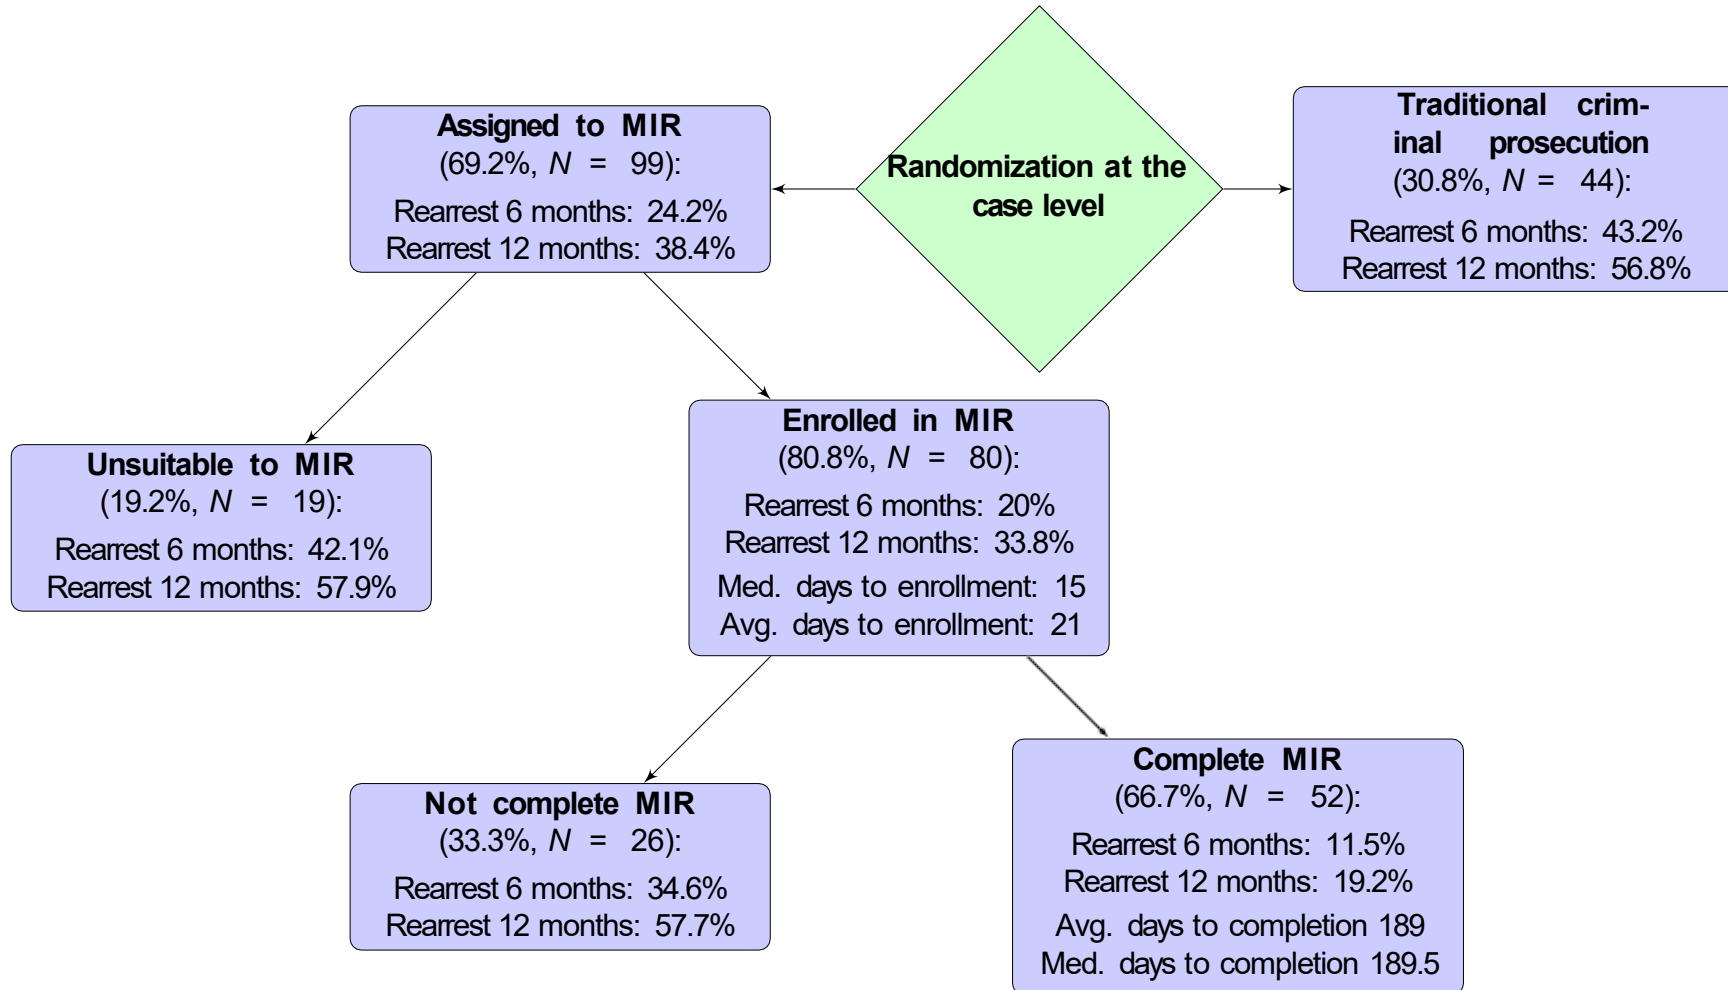 Randomization at the
case level
Assigned to MIR
(69.2%, N = 99):
Rearrest 6 months: 24.2%
Rearrest 12 months: 38.4%
Traditional crim-
inal prosecution
(30.8%, N = 44):
Rearrest 6 months: 43.2%
Rearrest 12 months: 56.8%
Unsuitable to MIR
(19.2%, N = 19):
Rearrest 6 months: 42.1%
Rearrest 12 months: 57.9%
Enrolled in MIR
(80.8%, N = 80):
Rearrest 6 months: 20%
Rearrest 12 months: 33.8%
Med. days to enrollment: 15
Avg. days to enrollment: 21
Not complete MIR
(33.3%, N = 26):
Rearrest 6 months: 34.6%
Rearrest 12 months: 57.7%
Complete MIR
(66.7%, N = 52):
Rearrest 6 months: 11.5%
Rearrest 12 months: 19.2%
Avg. days to completion 189
Med. days to completion 189.5